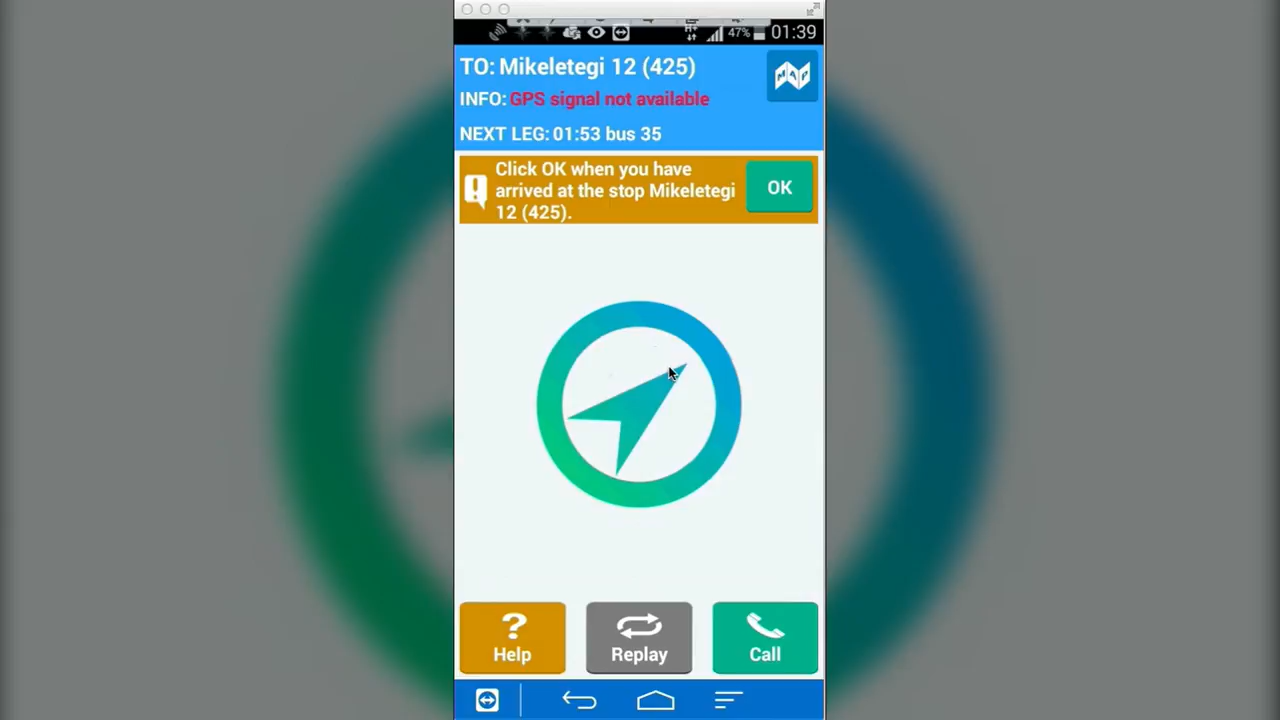 47% 01:39
TO: Mikeletegi 12 (425)
MAP
INFO: GPS signal not available
NEXT LEG: 01:53 bus 35
Click OK when you have
arrived at the stop Mikeletegi
12 (425).
OK
Help
Replay
Call